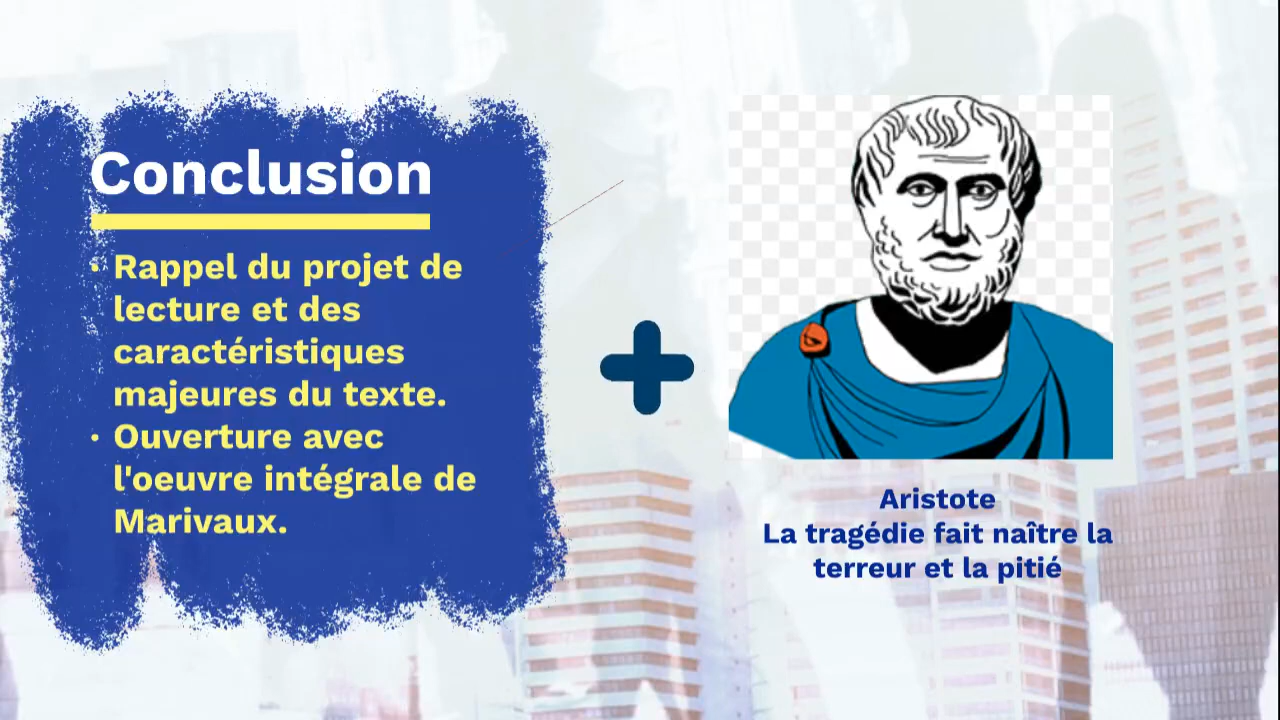 Conclusion
• Rappel du projet de
lecture et des
caractéristiques
majeures du texte.
• Ouverture avec
l'oeuvre intégrale de
Marivaux.
Aristote
La tragédie fait naître la
terreur et la pitié